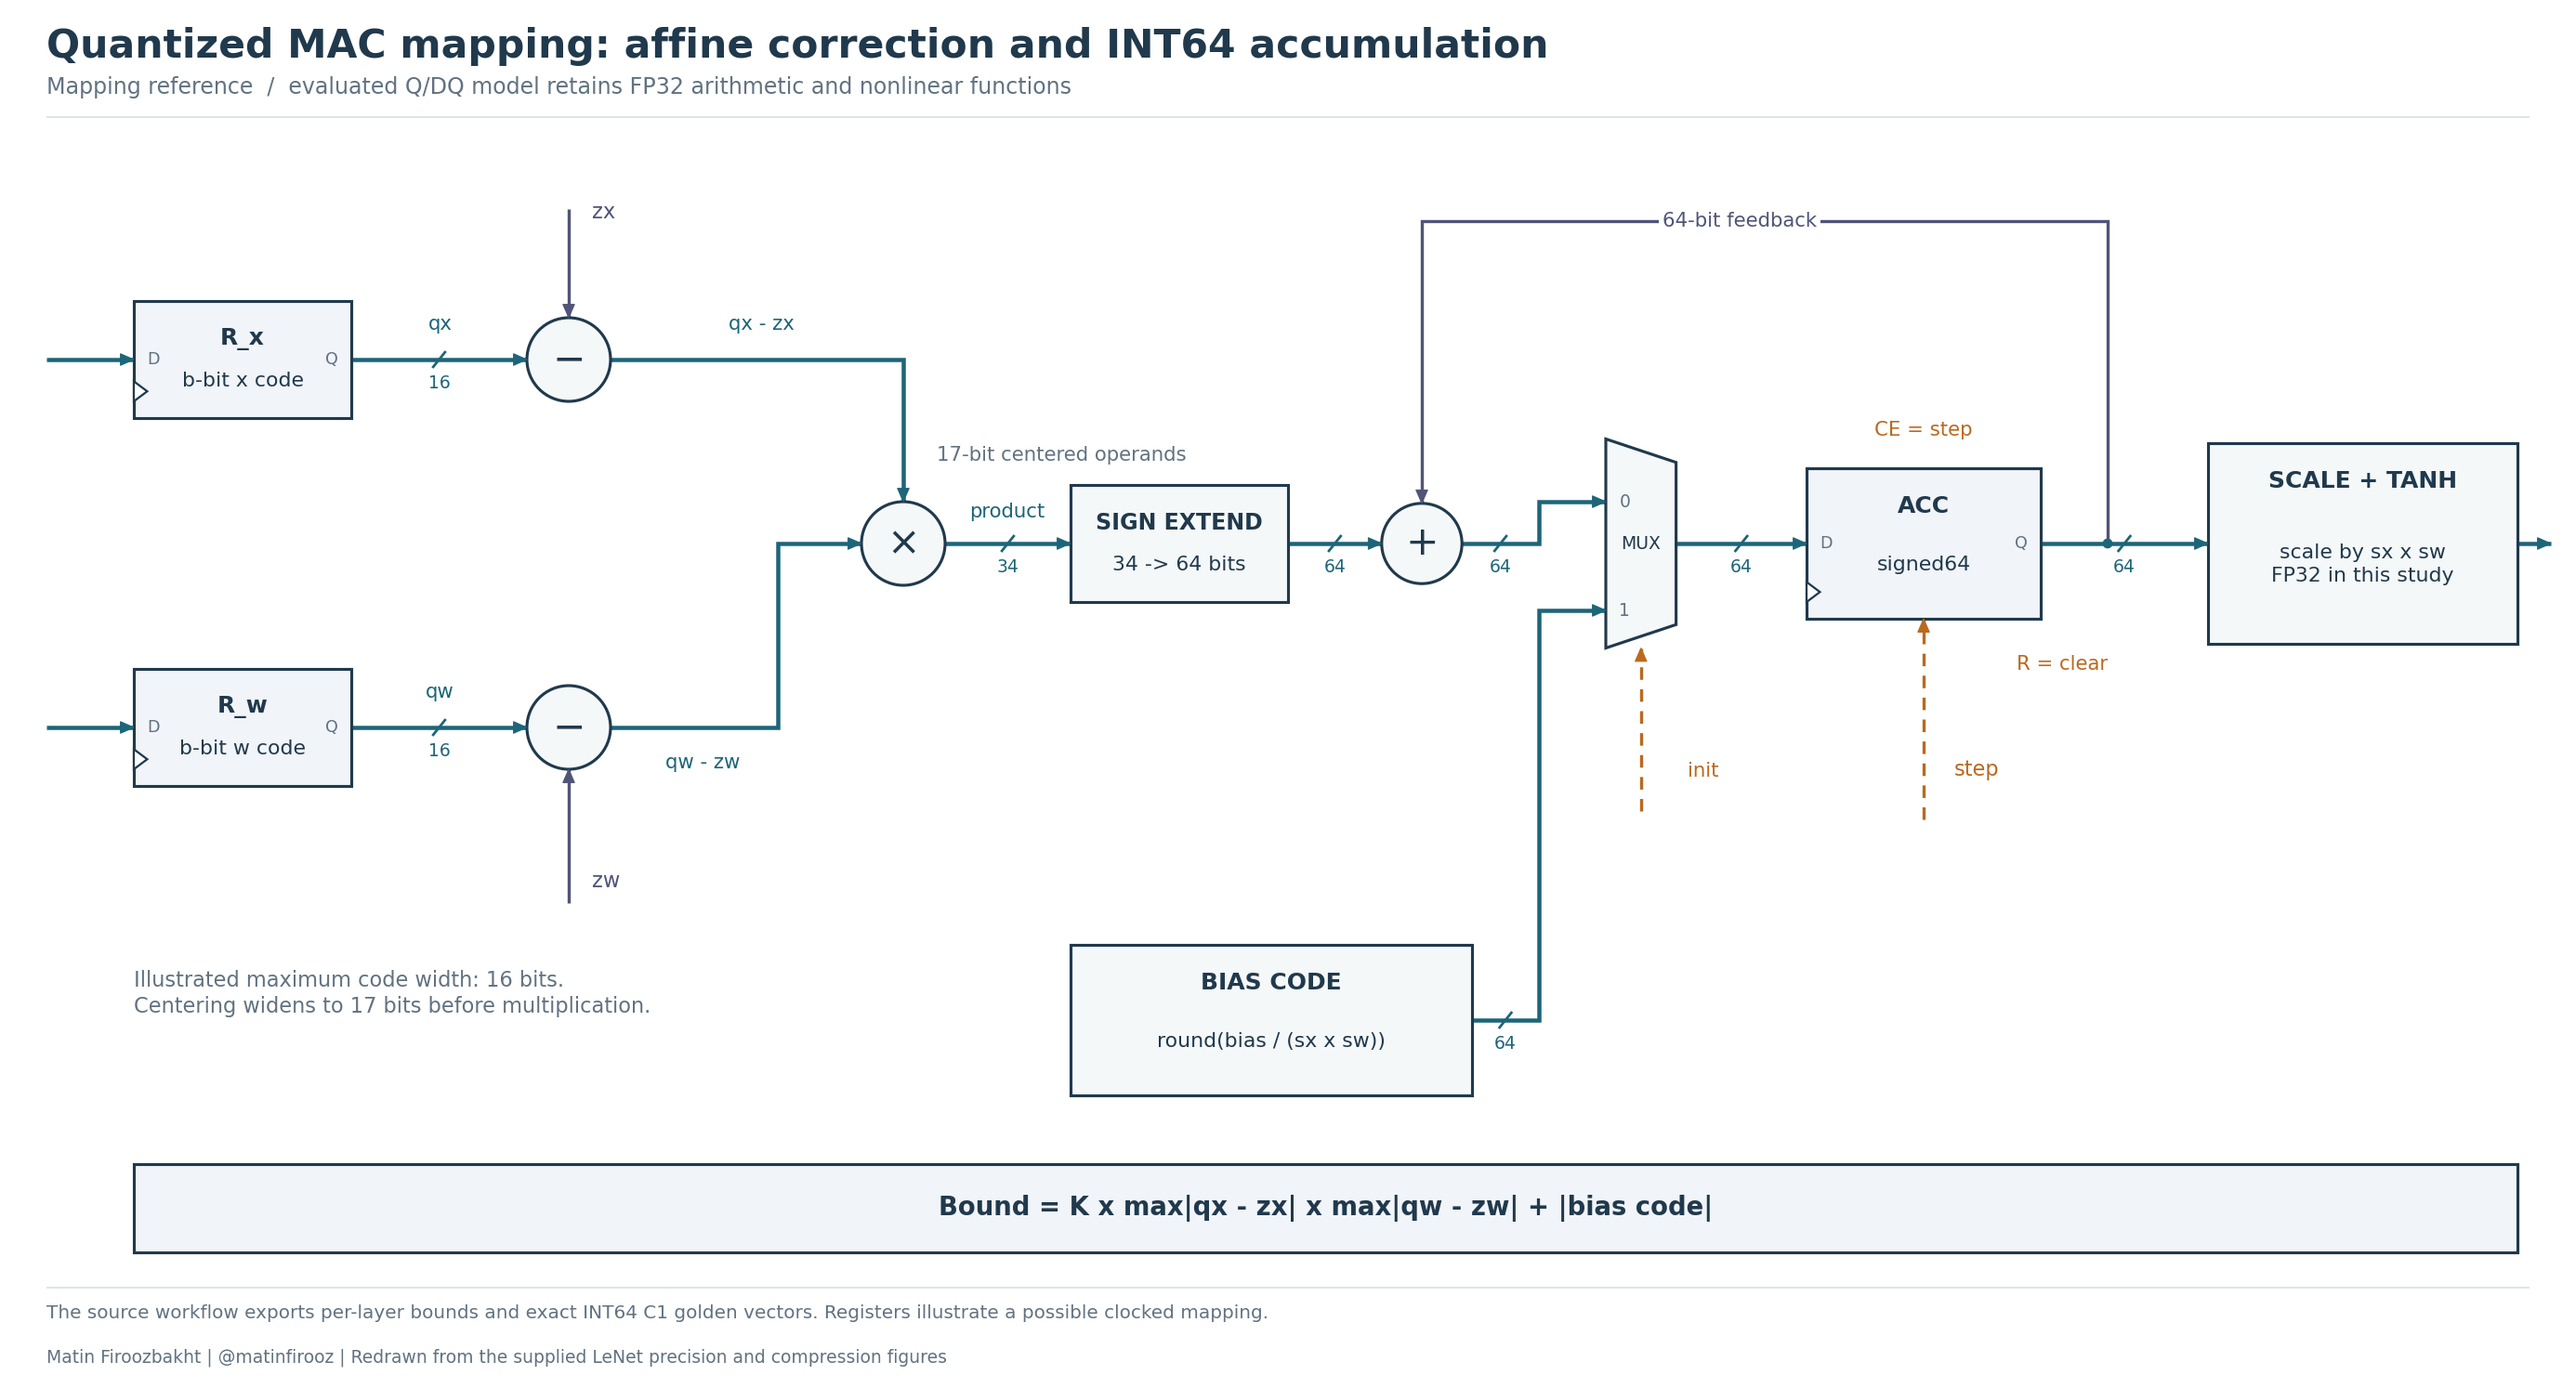 Quantized MAC mapping: affine correction and INT64 accumulation
Mapping reference / evaluated Q/DQ model retains FP32 arithmetic and nonlinear functions
zx
64-bit feedback
R_x
D
Q
b-bit x code
qx
16
−
qx - zx
17-bit centered operands
×
product
34
SIGN EXTEND
34 -> 64 bits
64
+
64
0
MUX
1
64
CE = step
ACC
D
Q
signed64
64
SCALE + TANH
scale by sx x sw
FP32 in this study
R = clear
init
step
R_w
D
Q
b-bit w code
qw
16
−
qw - zw
zw
Illustrated maximum code width: 16 bits.
Centering widens to 17 bits before multiplication.
BIAS CODE
round(bias / (sx x sw))
64
Bound = K x max|qx - zx| x max|qw - zw| + |bias code|
The source workflow exports per-layer bounds and exact INT64 C1 golden vectors. Registers illustrate a possible clocked mapping.
Matin Firoozbakht | @matinfirooz | Redrawn from the supplied LeNet precision and compression figures